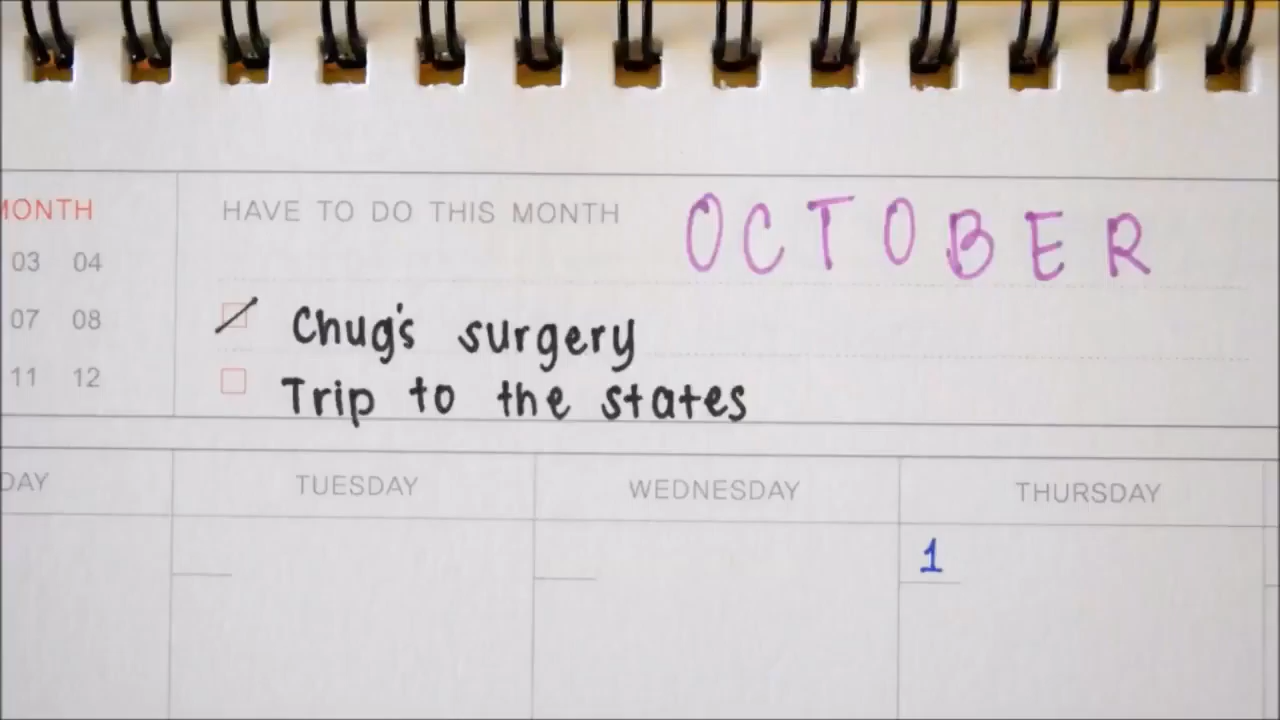 MONTH
HAVE TO DO THIS MONTH
OCTOBER
03 04
07 08
11 12
Chug's surgery
Trip to the states
DAY
TUESDAY
WEDNESDAY
THURSDAY
1